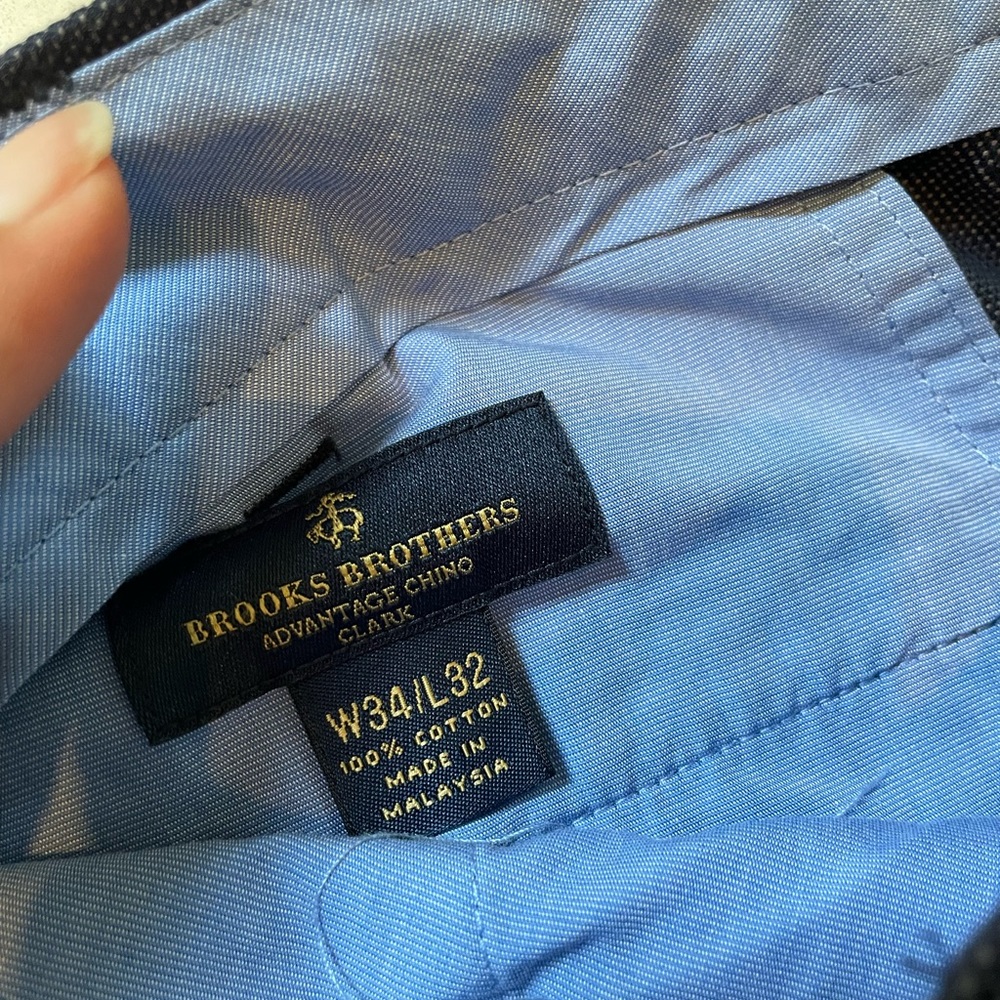 BROOKS BROTHERS
ADVANTAGE CHINO
CLARK
W34/L32
100% COTTON
MADE IN
MALAYSIA